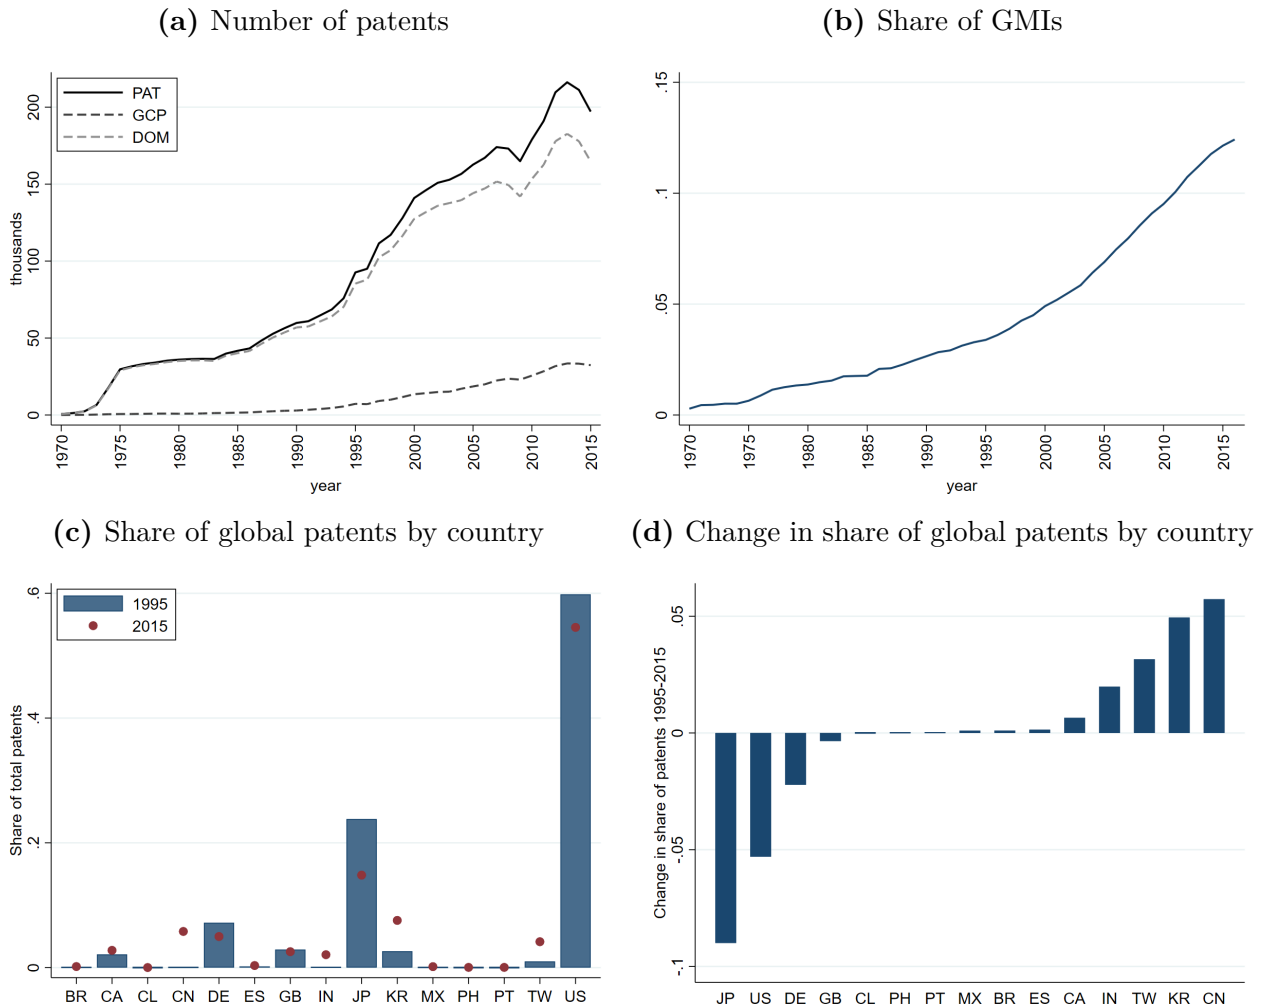 (a) Number of patents
PAT
GCP
DOM
thousands
200
150
100
50
0
1970
1975
1980
1985
1990
1995
2000
2005
2010
2015
year
(b) Share of GMIs
.15
.1
.05
0
1970
1975
1980
1985
1990
1995
2000
2005
2010
2015
year
(c) Share of global patents by country
1995
2015
Share of total patents
.6
.4
.2
0
BR CA CL CN DE ES GB IN JP KR MX PH PT TW US
(d) Change in share of global patents by country
Change in share of patents 1995-2015
.05
0
-.05
-.1
JP US DE GB CL PH PT MX BR ES CA IN TW KR CN